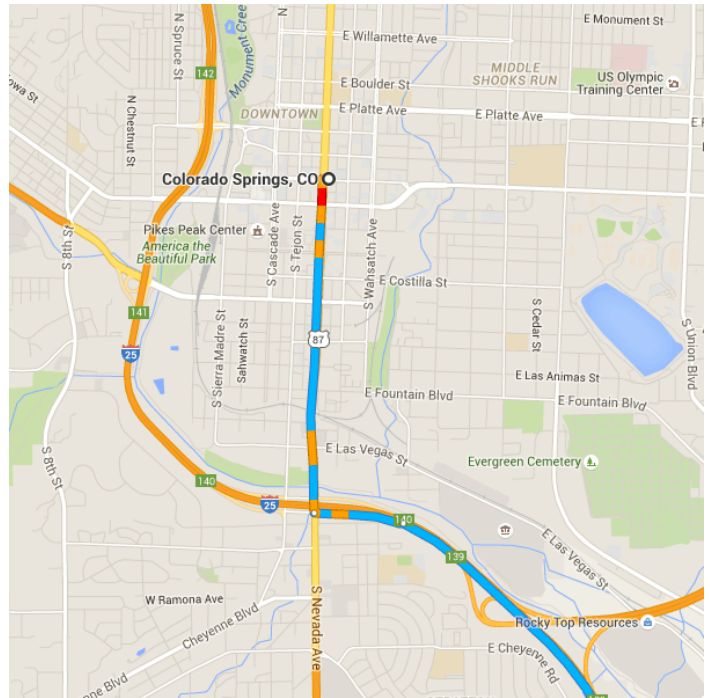 E Monument St
N Spruce St
N
E Willamette Ave
142
Monument Cree
MIDDLE
SHOOKS RUN
US Olympic
Training Center
E Boulder St
Iowa St
N Chestnut St
DOWNTOWN
E Platte Ave
E Platte Ave
E P
Colorado Springs, CO
Pikes Peak Center
America the
Beautiful Park
S Cascade Ave
S Tejon St
S Wahsatch Ave
S 8th St
E Costilla St
141
25
S Sierra Madre St
Sahwatch St
87
S Cedar St
S Union Blvd
E Las Animas St
E Fountain Blvd
E Fountain Blvd
S 8th St
E Las Vegas St
Evergreen Cemetery
140
25
140
139
E Las Vegas St
W Ramona Ave
Cheyenne Blvd
S Nevada Ave
Rocky Top Resources
E Cheyenne Rd
enne Blvd